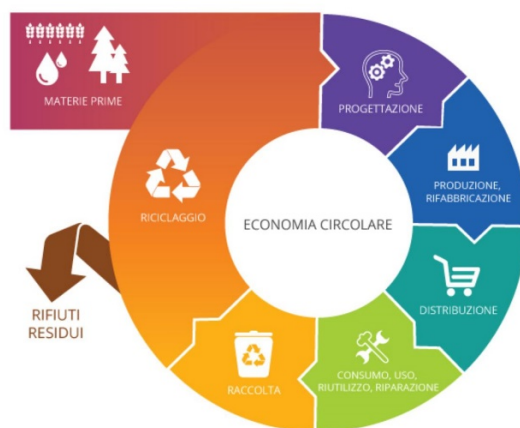 MATERIE PRIME
PROGETTAZIONE
PRODUZIONE,
RIFABBRICAZIONE
RICICLAGGIO
ECONOMIA CIRCOLARE
DISTRIBUZIONE
RIFIUTI
RESIDUI
RACCOLTA
CONSUMO, USO,
RIUTILIZZO, RIPARAZIONE